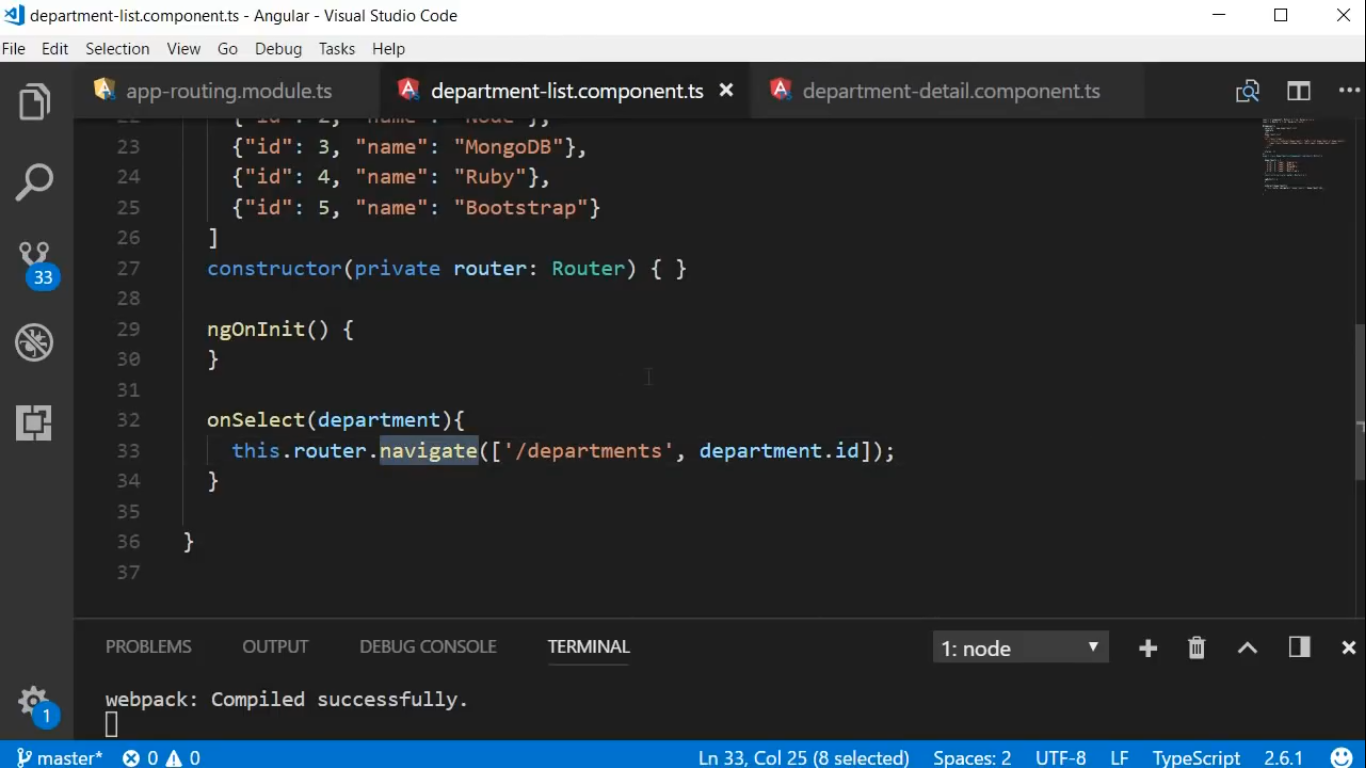 department-list.component.ts - Angular - Visual Studio Code
File Edit Selection View Go Debug Tasks Help
app-routing.module.ts department-list.component.ts department-detail.component.ts
22 {"id": 2, "name": "Node"},
23 {"id": 3, "name": "MongoDB"},
24 {"id": 4, "name": "Ruby"},
25 {"id": 5, "name": "Bootstrap"}
26 ]
27 constructor(private router: Router) { }
28
29 ngOnInit() {
30 }
31
32 onSelect(department){
33 this.router.navigate(['/departments', department.id]);
34 }
35
36 }
37
33
PROBLEMS OUTPUT DEBUG CONSOLE TERMINAL 1: node
webpack: Compiled successfully.
1
master* 0 0 Ln 33, Col 25 (8 selected) Spaces: 2 UTF-8 LF TypeScript 2.6.1